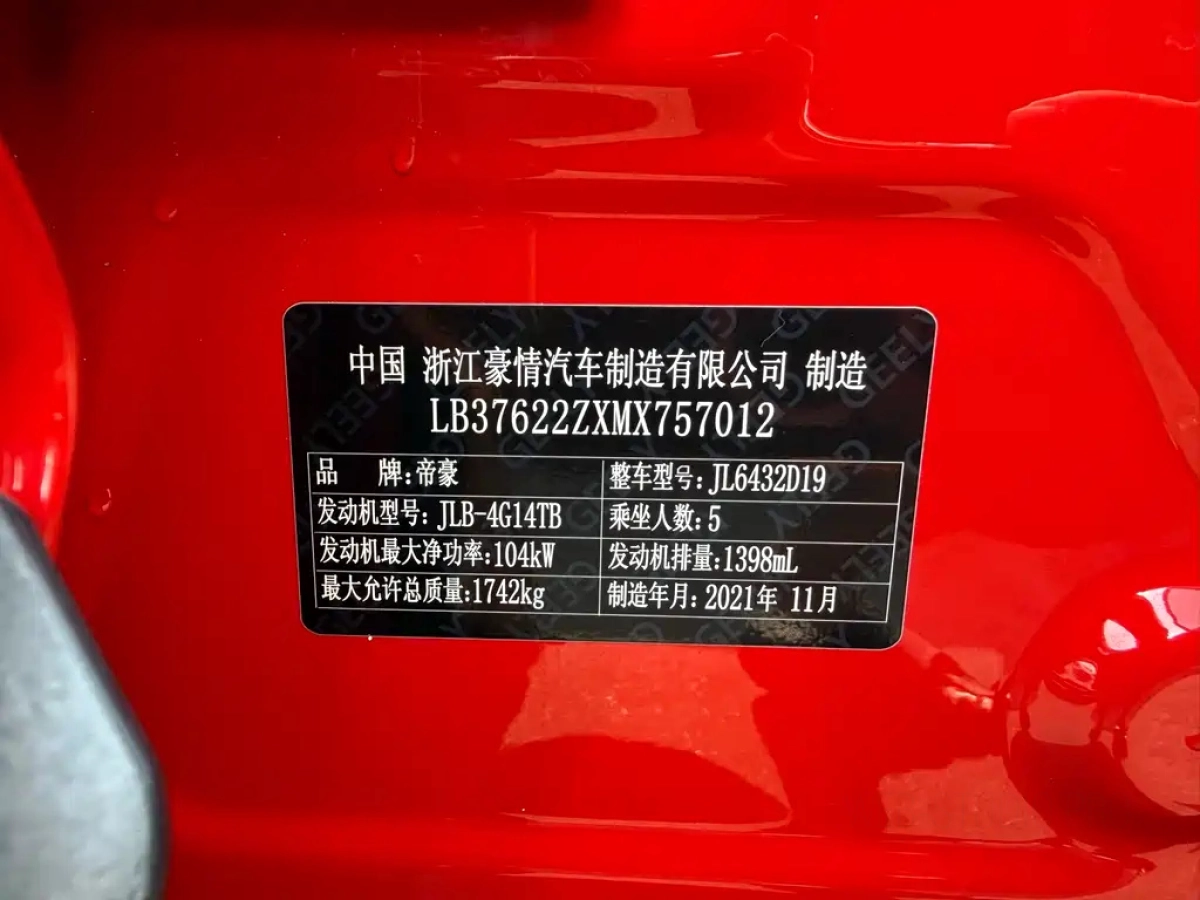 中国 浙江豪情汽车制造有限公司 制造
LB37622ZXMX757012
品 牌:帝豪 整车型号:JL6432D19
发动机型号:JLB-4G14TB 乘坐人数:5
发动机最大净功率:104kW 发动机排量:1398mL
最大允许总质量:1742kg 制造年月:2021年 11月